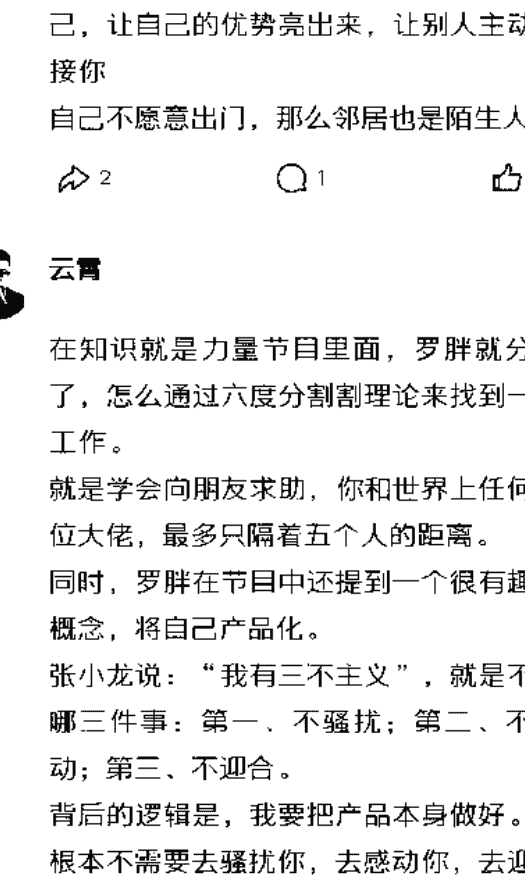 己，让自己的优势亮出来，让别人主动
接你
自己不愿意出门，那么邻居也是陌生人
2
1
云霄
在知识就是力量节目里面，罗胖就分
了，怎么通过六度分割割理论来找到一
工作。
就是学会向朋友求助，你和世界上任何
位大佬，最多只隔着五个人的距离。
同时，罗胖在节目中还提到一个很有趣
概念，将自己产品化。
张小龙说：“我有三不主义”，就是不
哪三件事：第一、不骚扰；第二、不
动；第三、不迎合。
背后的逻辑是，我要把产品本身做好。
根本不需要去骚扰你，去感动你，去迎